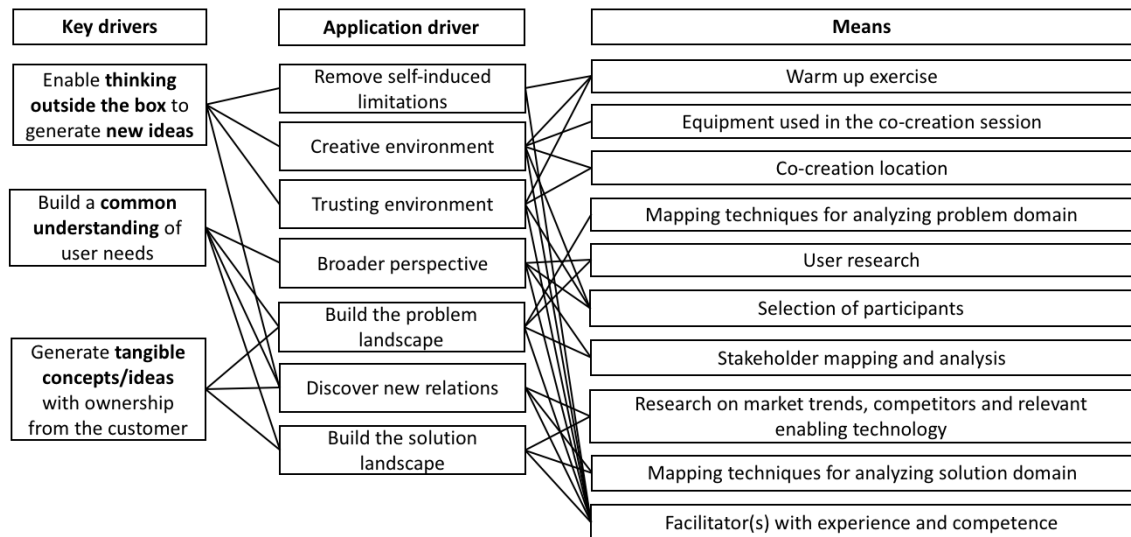 Key drivers
Enable thinking
outside the box to
generate new ideas
Build a common
understanding of
user needs
Generate tangible
concepts/ideas
with ownership
from the customer
Application driver
Remove self-induced
limitations
Creative environment
Trusting environment
Broader perspective
Build the problem
landscape
Discover new relations
Build the solution
landscape
Means
Warm up exercise
Equipment used in the co-creation session
Co-creation location
Mapping techniques for analyzing problem domain
User research
Selection of participants
Stakeholder mapping and analysis
Research on market trends, competitors and relevant
enabling technology
Mapping techniques for analyzing solution domain
Facilitator(s) with experience and competence